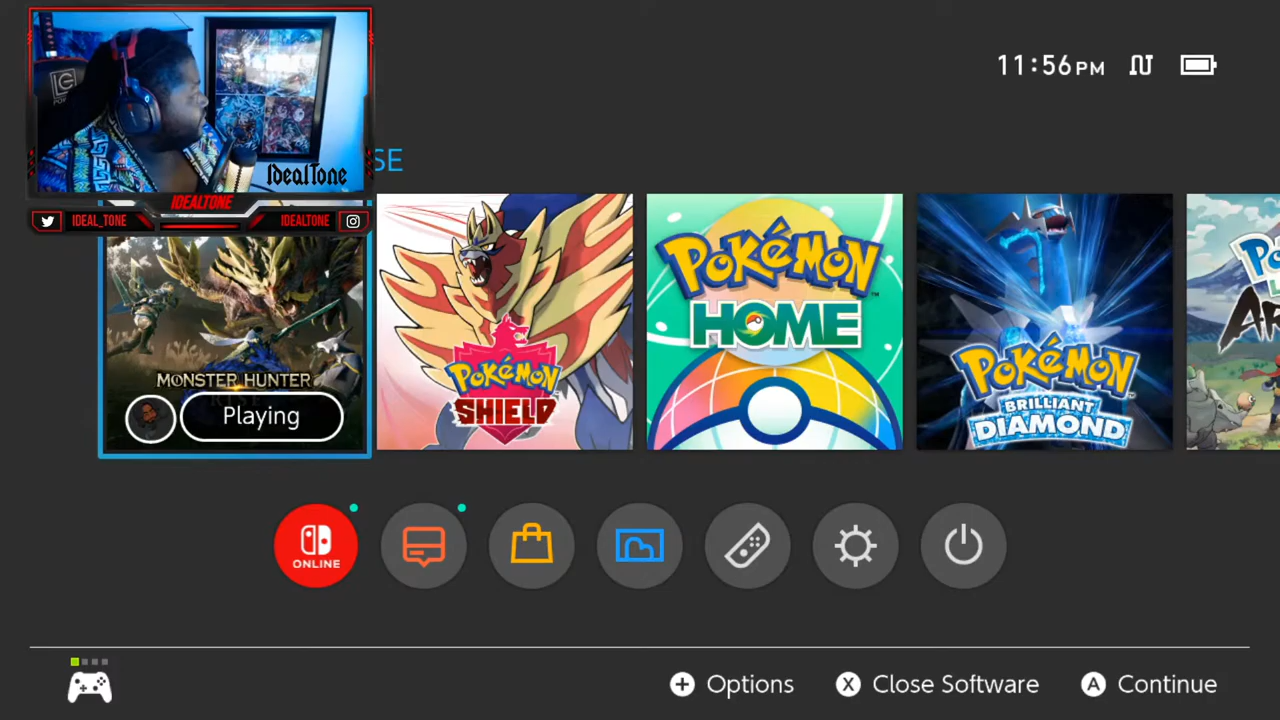 11:56 PM
IdealTone
SE
IDEALTONE
IDEAL_TONE
IDEALTONE
MONSTER HUNTER
Playing
POKÉMON
SHIELD
POKÉMON
HOME
POKÉMON
BRILLIANT
DIAMOND
ONLINE
Options
Close Software
Continue